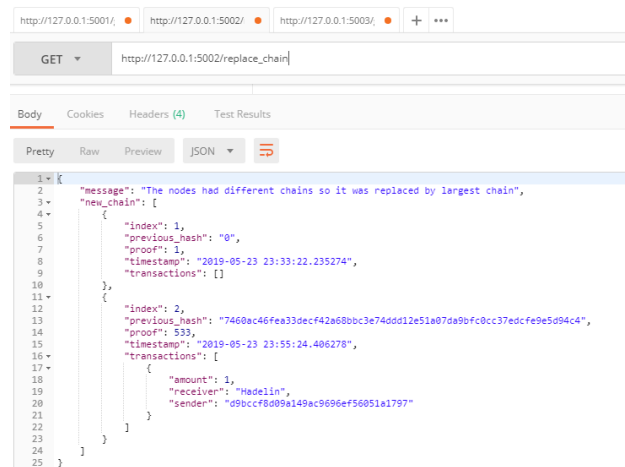 http://127.0.0.1:5001/ http://127.0.0.1:5002/ http://127.0.0.1:5003/
GET http://127.0.0.1:5002/replace_chain
Body Cookies Headers (4) Test Results
Pretty Raw Preview JSON
1 {
2 "message": "The nodes had different chains so it was replaced by largest chain",
3 "new_chain": [
4 {
5 "index": 1,
6 "previous_hash": "0",
7 "proof": 1,
8 "timestamp": "2019-05-23 23:33:22.235274",
9 "transactions": []
10 },
11 {
12 "index": 2,
13 "previous_hash": "7460ac46fea33decf42a68bbc3e74ddd12e51a07da9bfc0cc37edcfe9e5d94c4",
14 "proof": 533,
15 "timestamp": "2019-05-23 23:55:24.406278",
16 "transactions": [
17 {
18 "amount": 1,
19 "receiver": "Hadelin",
20 "sender": "d9bccf8d09a149ac9696ef56051a1797"
21 }
22 ]
23 }
24 ]
25 }